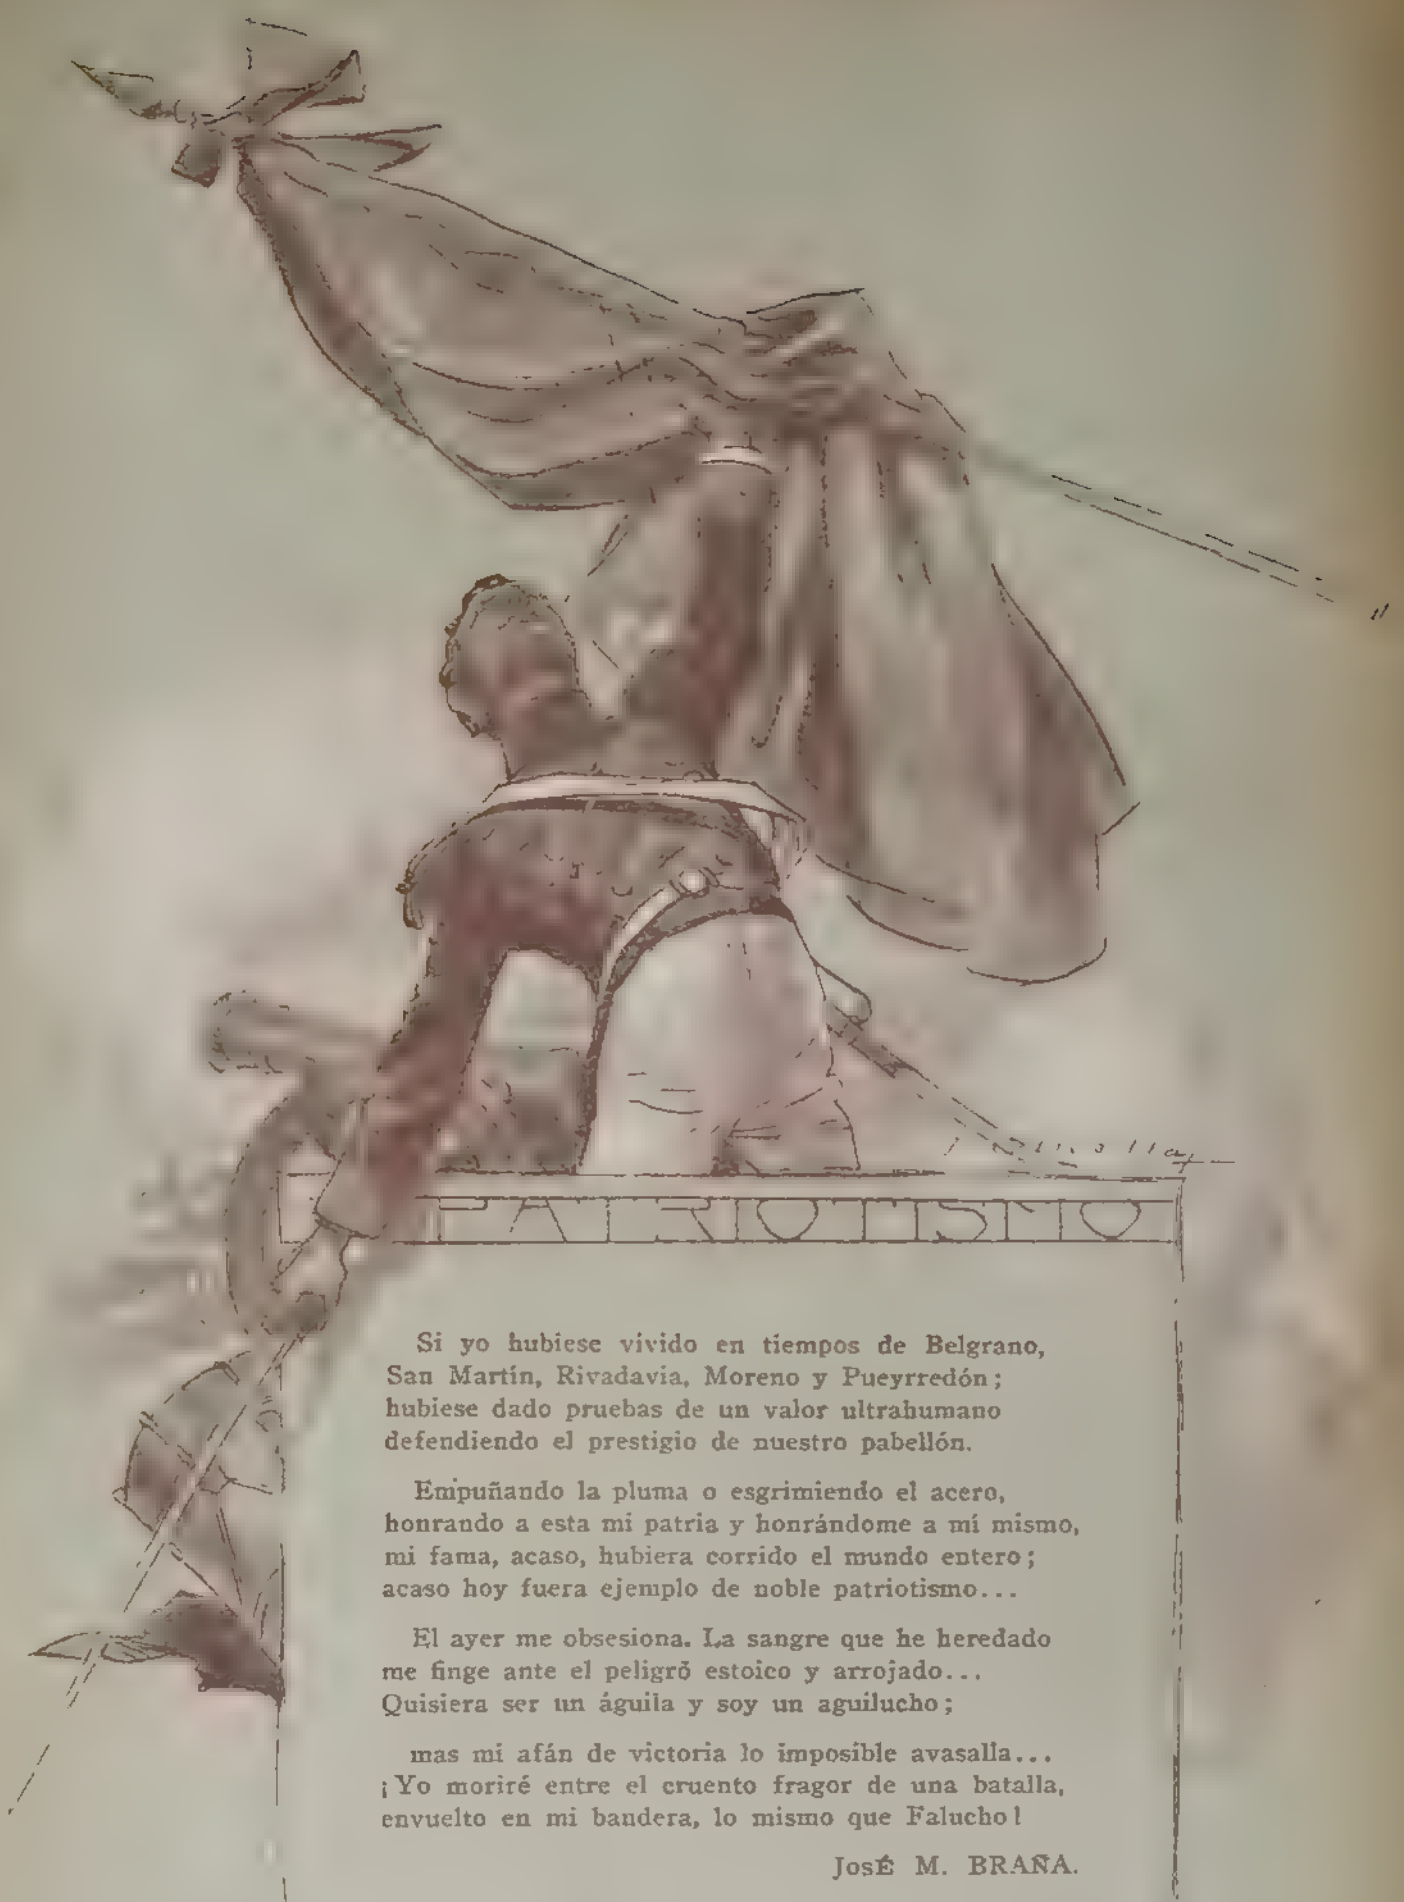 PATRIOTISMO
Si yo hubiese vivido en tiempos de Belgrano,
San Martín, Rivadavia, Moreno y Pueyrredón;
hubiese dado pruebas de un valor ultrahumano
defendiendo el prestigio de nuestro pabellón.
Empuñando la pluma o esgrimiendo el acero,
honrando a esta mi patria y honrándome a mí mismo,
mi fama, acaso, hubiera corrido el mundo entero;
acaso hoy fuera ejemplo de noble patriotismo...
El ayer me obsesiona. La sangre que he heredado
me finge ante el peligro estoico y arrojado...
Quisiera ser un águila y soy un aguilucho;
mas mi afán de victoria lo imposible avasalla...
¡Yo moriré entre el cruento fragor de una batalla,
envuelto en mi bandera, lo mismo que Falucho!
José M. BRAÑA.